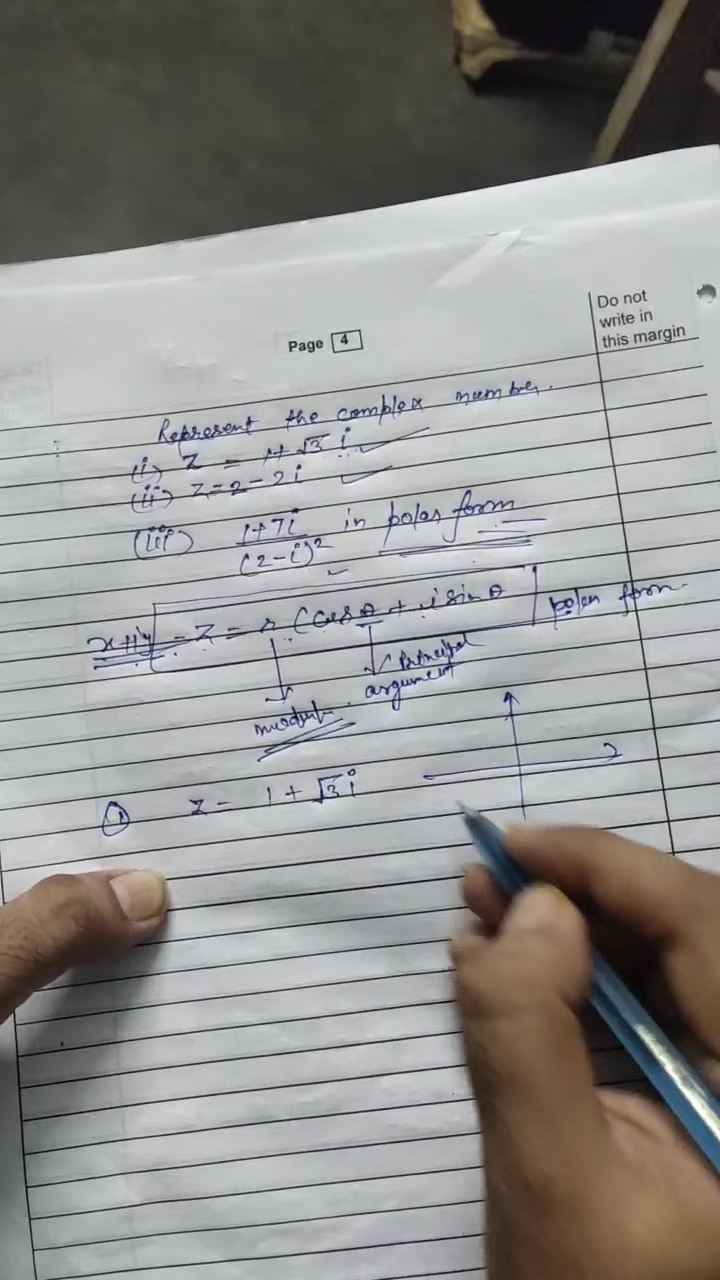 Do not
write in
this margin
Page 4
Represent the complex number.
(i) z = 1+√3 i
(ii) z=2-2i
(iii) 1+7i/(2-i)² in polar form
x+iy = z = r (cosθ + i sinθ) polar form
Principal
argument
① z = 1 + √3 i